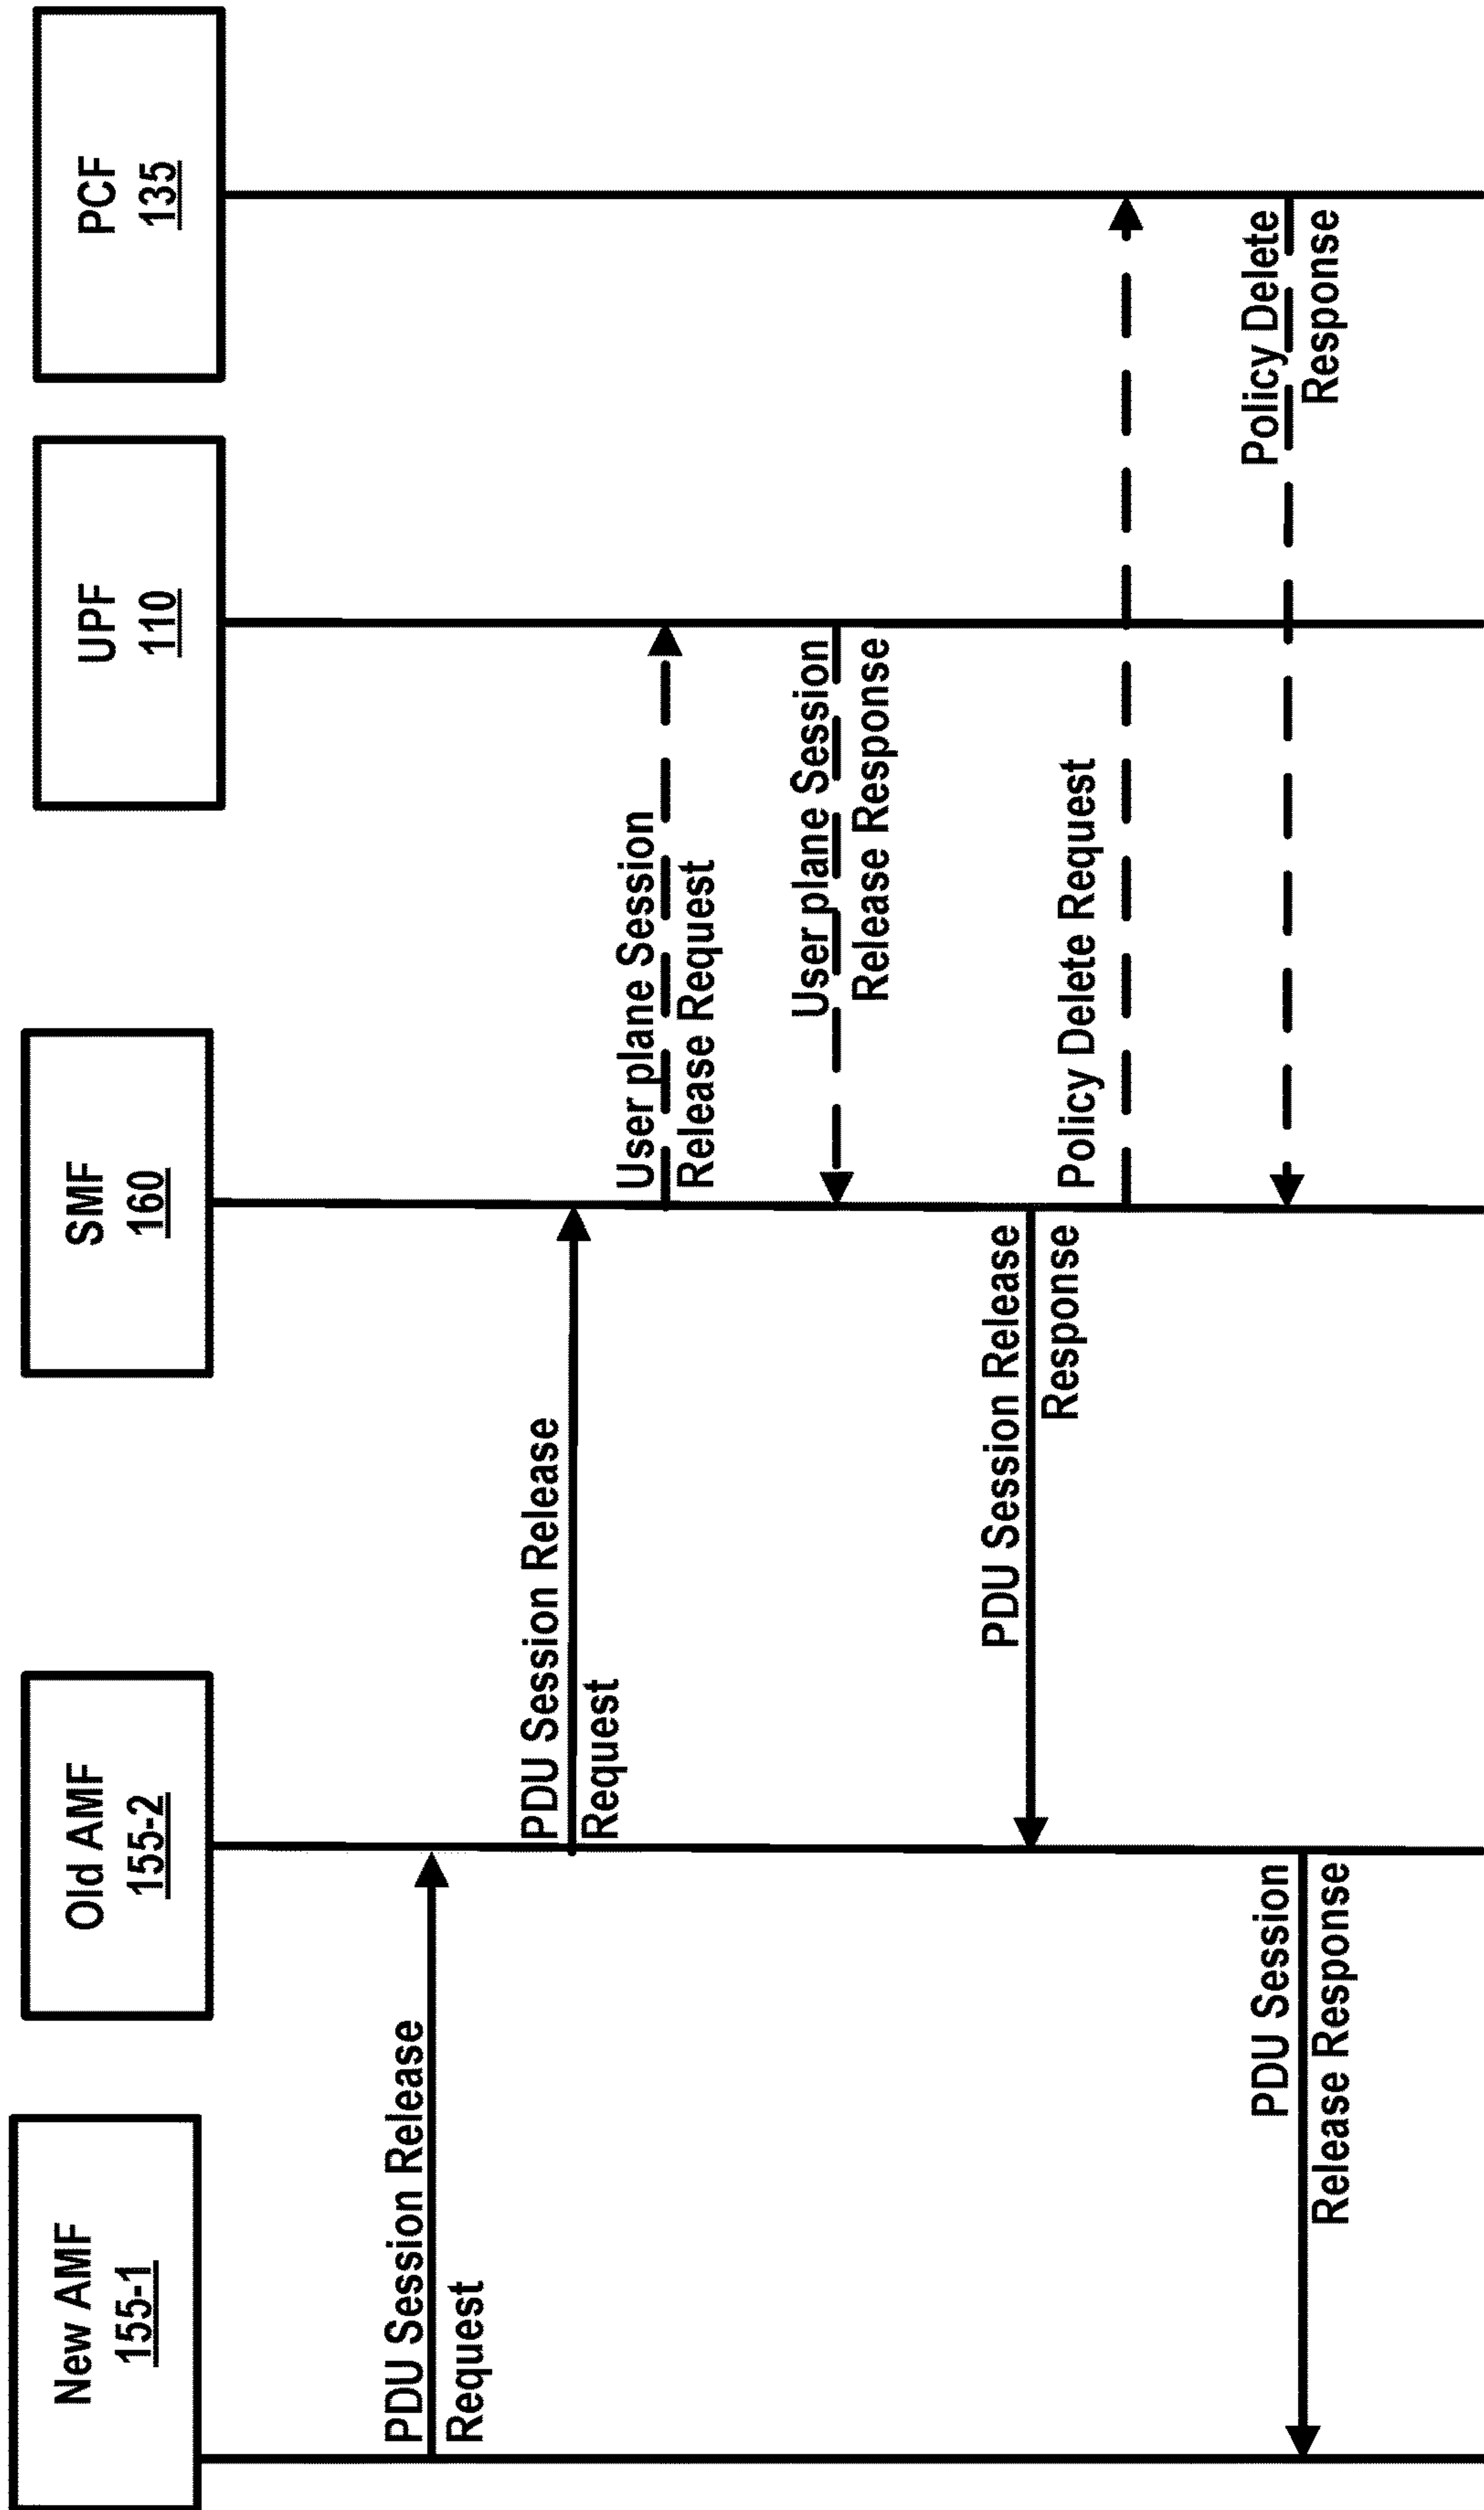 New AMF
155-1
Old AMF
155-2
SMF
160
UPF
110
PCF
135
PDU Session Release
Request
PDU Session Release
Request
User plane Session
Release Request
User plane Session
Release Response
PDU Session Release
Response
Policy Delete Request
Policy Delete
Response
PDU Session
Release Response